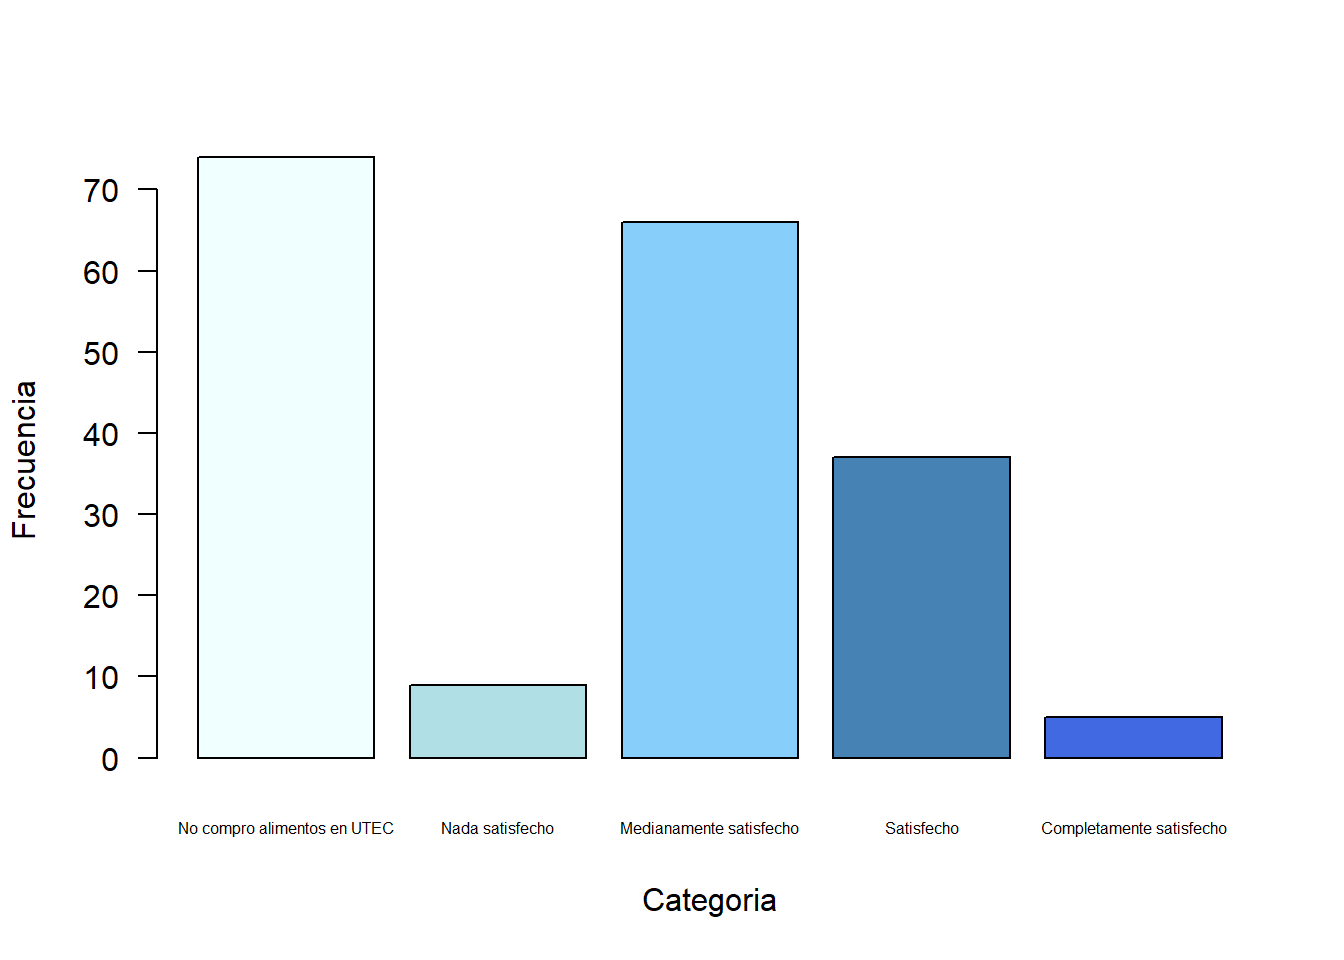 70
60
50
40
30
20
10
0
Frecuencia
No compro alimentos en UTEC
Nada satisfecho
Medianamente satisfecho
Satisfecho
Completamente satisfecho
Categoria